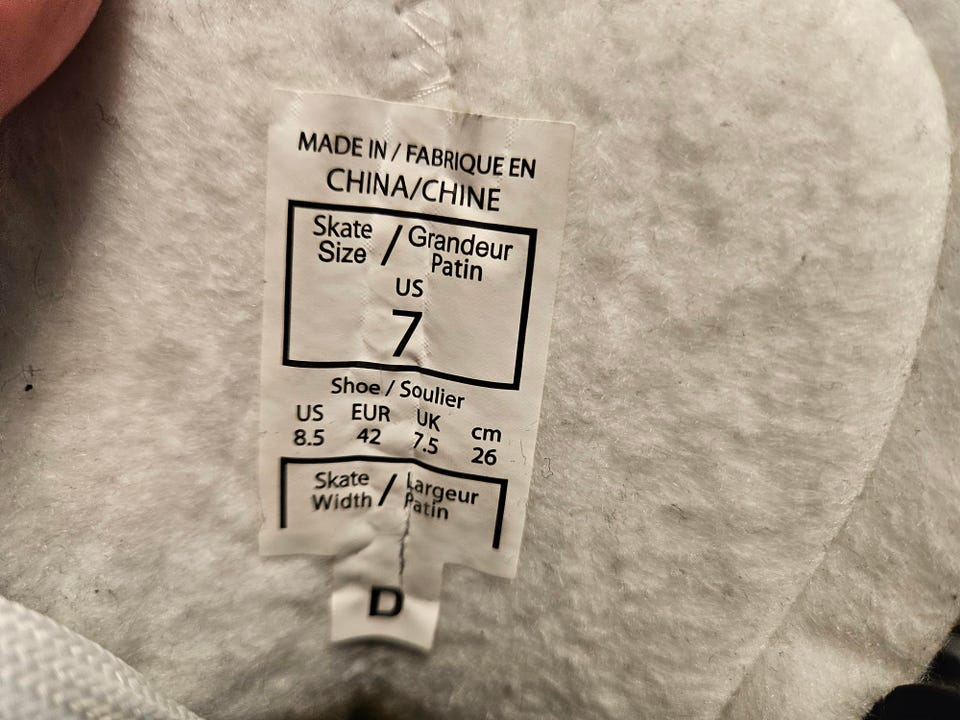 MADE IN / FABRIQUE EN
CHINA/CHINE
Skate Size / Grandeur Patin
US
7
Shoe / Soulier
US EUR UK cm
8.5 42 7.5 26
Skate Width / Largeur Patin
D